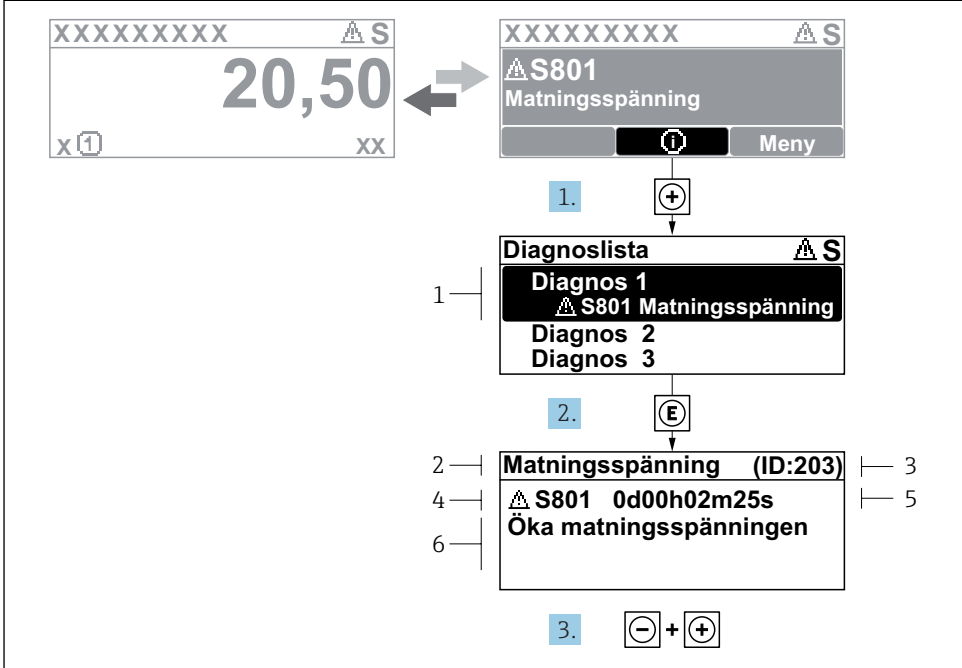 XXXXXXXXX ⚠ S
20,50
X 1 XX
XXXXXXXXX ⚠ S
⚠ S801
Matningsspänning
i Meny
1. +
Diagnoslista ⚠ S
1
Diagnos 1
⚠ S801 Matningsspänning
Diagnos 2
Diagnos 3
2. E
2 Matningsspänning (ID:203) 3
4 ⚠ S801 0d00h02m25s 5
6 Öka matningsspänningen
3. - + +